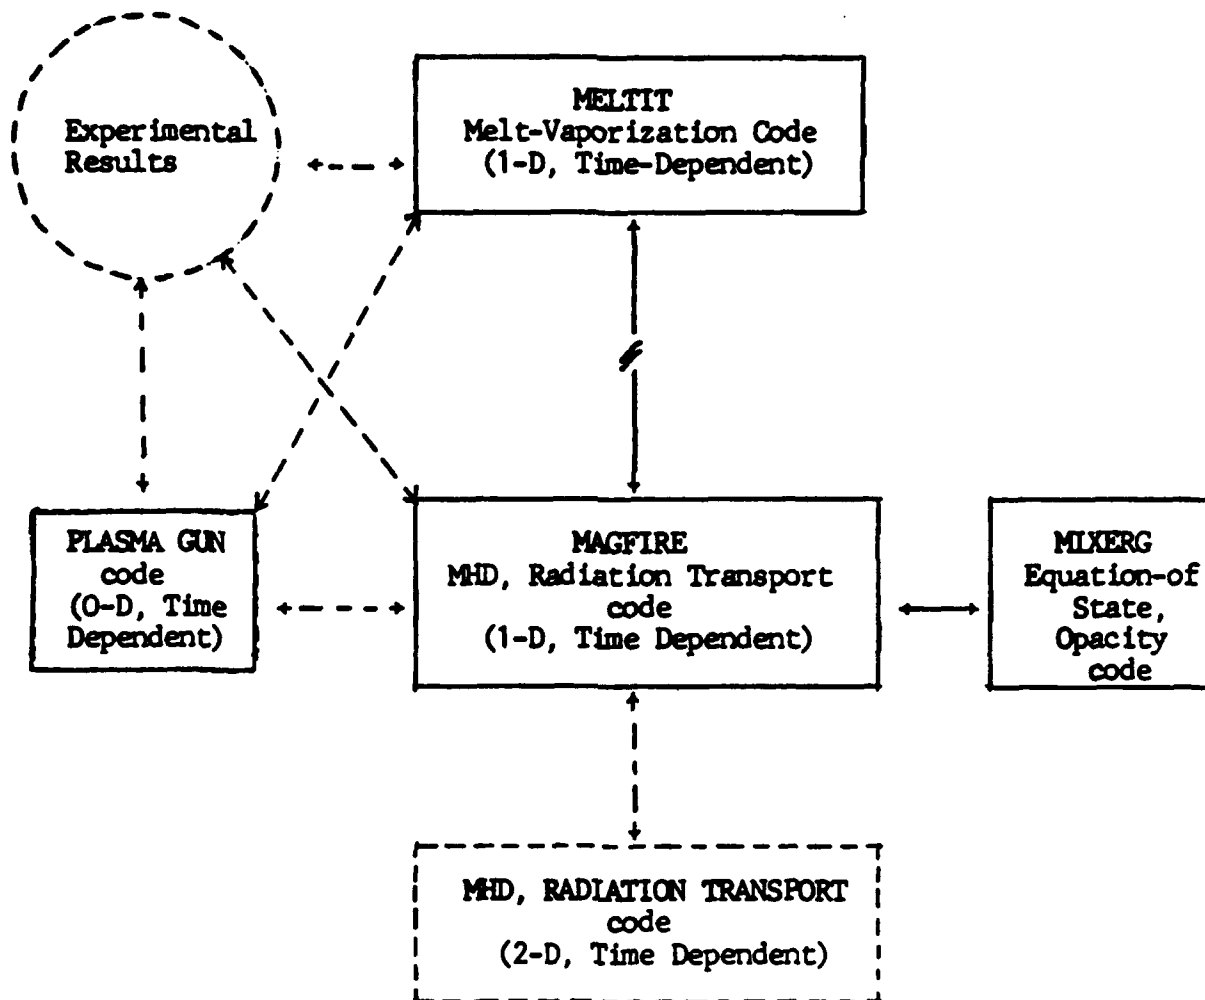 Experimental
Results
MELTIT
Melt-Vaporization Code
(1-D, Time-Dependent)
PLASMA GUN
code
(O-D, Time
Dependent)
MAGFIRE
MHD, Radiation Transport
code
(1-D, Time Dependent)
MIXERG
Equation-of
State,
Opacity
code
MHD, RADIATION TRANSPORT
code
(2-D, Time Dependent)